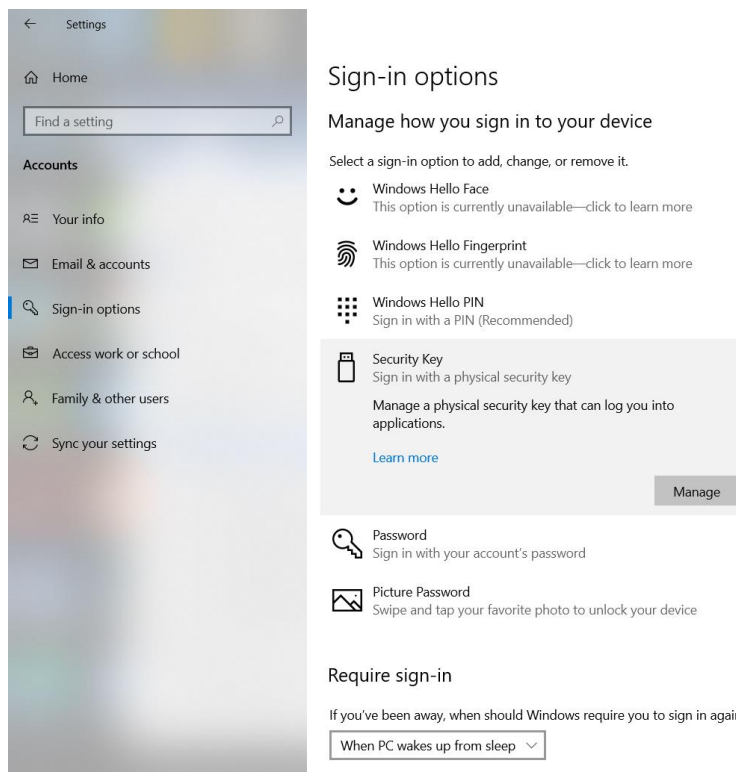 Settings
Home
Find a setting
Accounts
Your info
Email & accounts
Sign-in options
Access work or school
Family & other users
Sync your settings
Sign-in options
Manage how you sign in to your device
Select a sign-in option to add, change, or remove it.
Windows Hello Face
This option is currently unavailable—click to learn more
Windows Hello Fingerprint
This option is currently unavailable—click to learn more
Windows Hello PIN
Sign in with a PIN (Recommended)
Security Key
Sign in with a physical security key
Manage a physical security key that can log you into
applications.
Learn more
Manage
Password
Sign in with your account's password
Picture Password
Swipe and tap your favorite photo to unlock your device
Require sign-in
If you've been away, when should Windows require you to sign in again
When PC wakes up from sleep